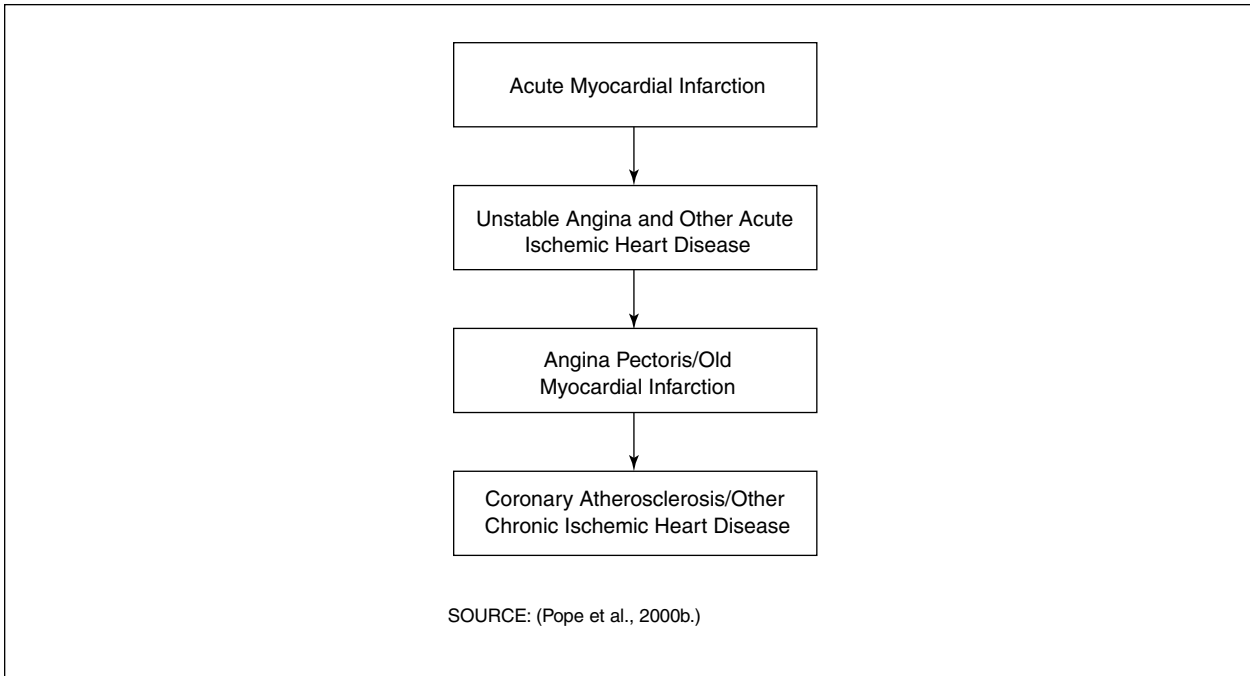 Acute Myocardial Infarction
Unstable Angina and Other Acute
Ischemic Heart Disease
Angina Pectoris/Old
Myocardial Infarction
Coronary Atherosclerosis/Other
Chronic Ischemic Heart Disease
SOURCE: (Pope et al., 2000b.)